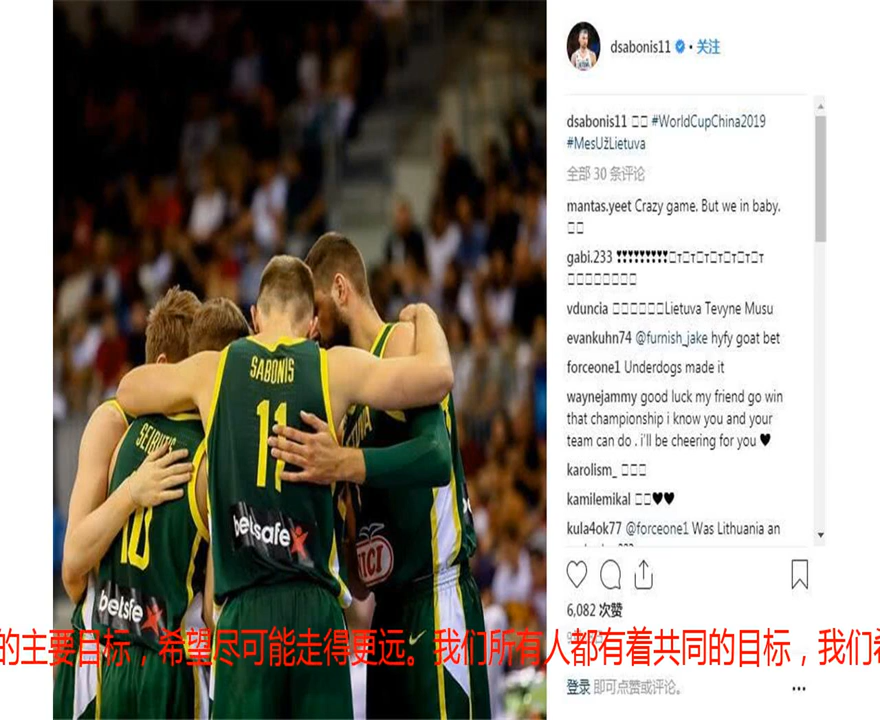 dsabonis11 • 关注
dsabonis11 #WorldCupChina2019
#MesUžLietuva
全部 30 条评论
mantas.yeet Crazy game. But we in baby.
gabi.233
vduncia Lietuva Tevyne Musu
evankuhn74 @furnish_jake hyfy goat bet
forceone1 Underdogs made it
waynejammy good luck my friend go win
that championship i know you and your
team can do . i'll be cheering for you ♥
karolism_
kamilemikal ♥♥
kula4ok77 @forceone1 Was Lithuania an
6,082 次赞
的主要目标，希望尽可能走得更远。我们所有人都有着共同的目标，我们希
登录 即可点赞或评论。
SABONIS
11
betsafe
10
betsafe